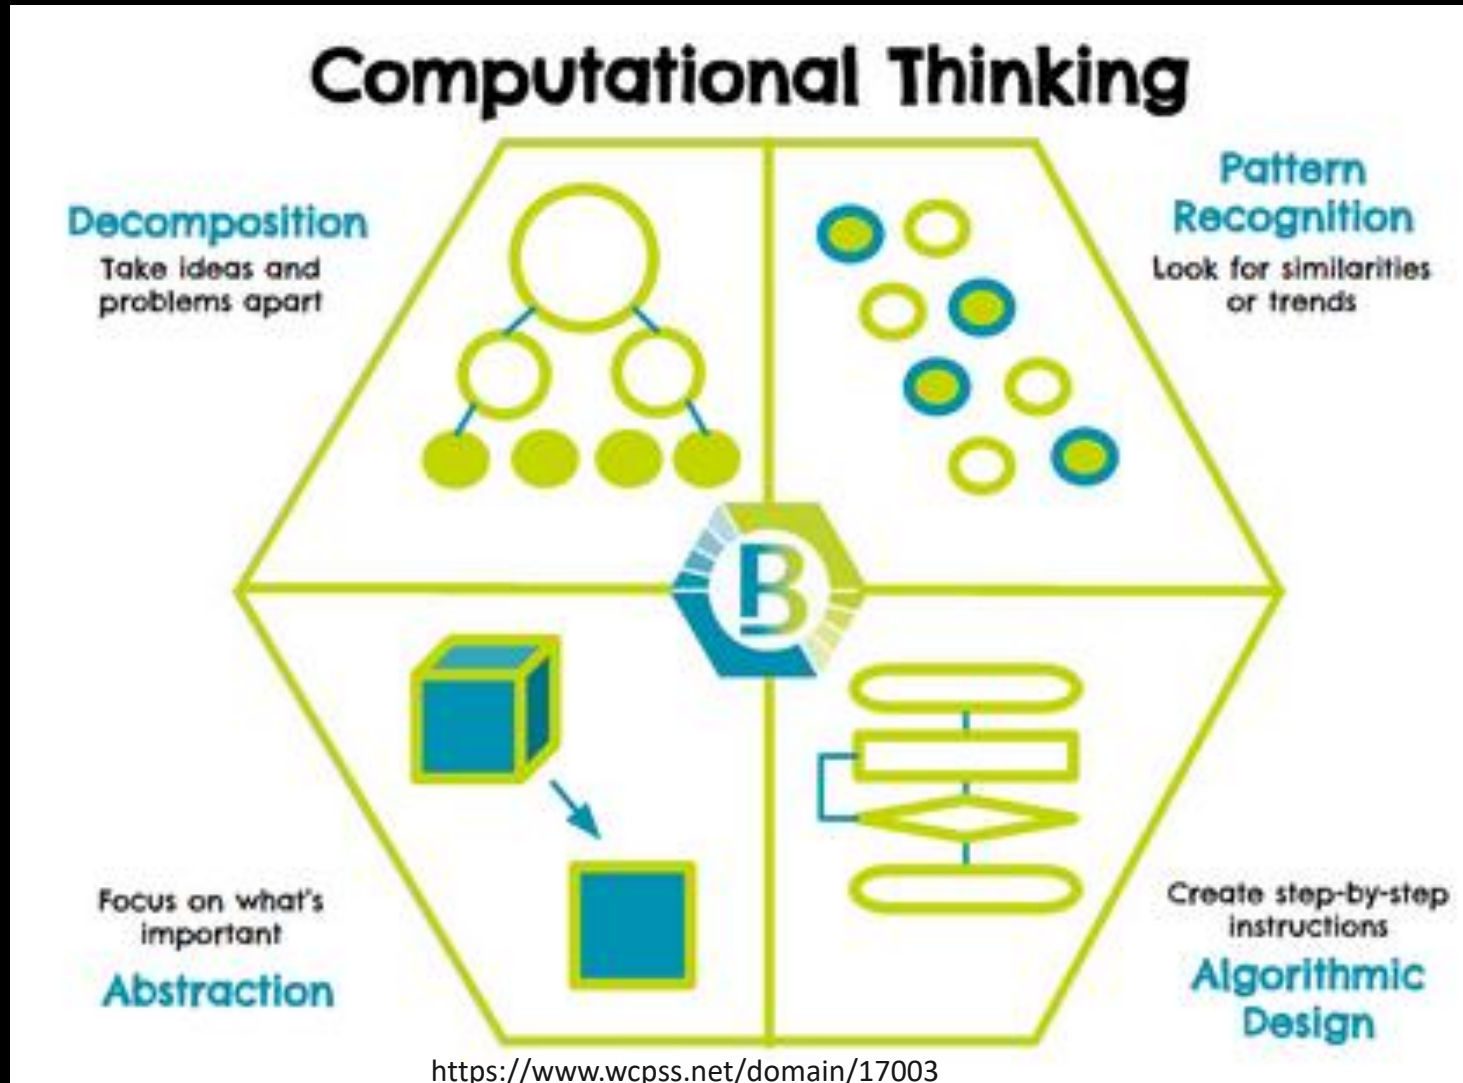 Computational Thinking
Decomposition
Take ideas and
problems apart
Pattern
Recognition
Look for similarities
or trends
B
Focus on what's
important
Abstraction
Create step-by-step
instructions
Algorithmic
Design
https://www.wcpss.net/domain/17003